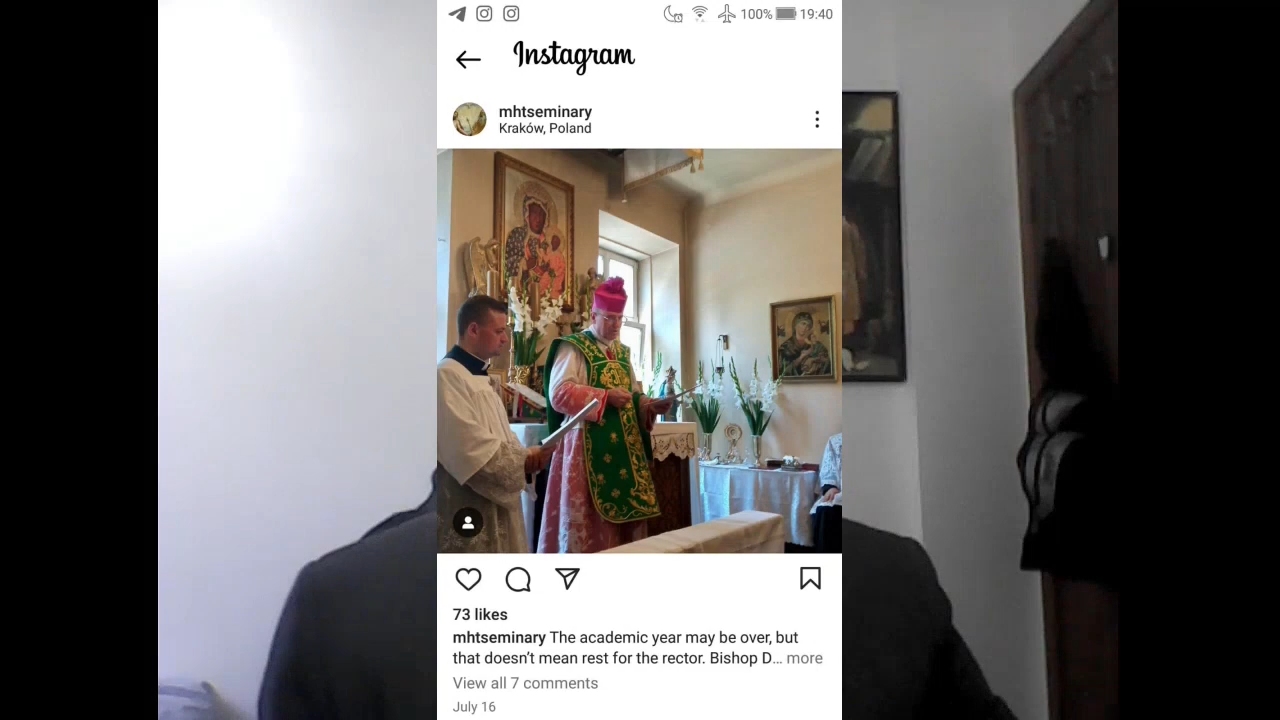 100% 19:40
Instagram
mhtseminary
Kraków, Poland
73 likes
mhtseminary The academic year may be over, but
that doesn’t mean rest for the rector. Bishop D... more
View all 7 comments
July 16